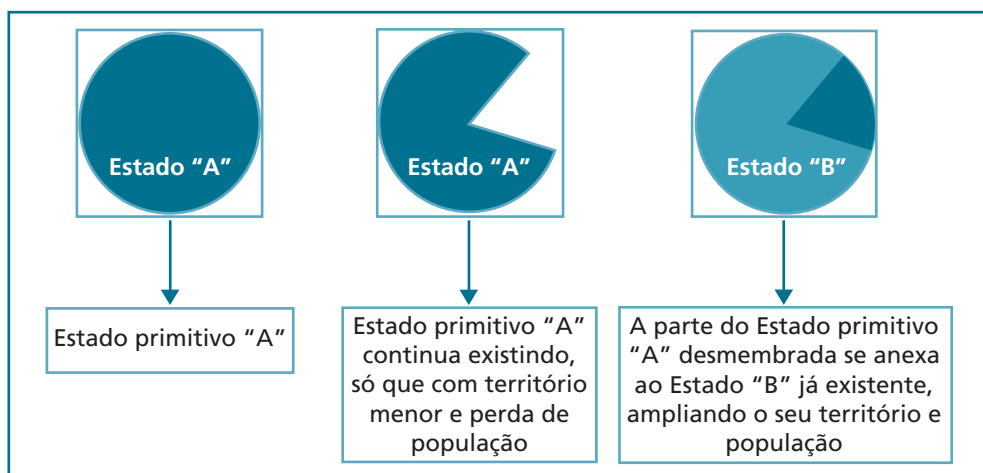 Estado “A”
Estado “A”
Estado “B”
Estado primitivo “A”
Estado primitivo “A”
continua existindo,
só que com território
menor e perda de
população
A parte do Estado primitivo
“A” desmembrada se anexa
ao Estado “B” já existente,
ampliando o seu território e
população